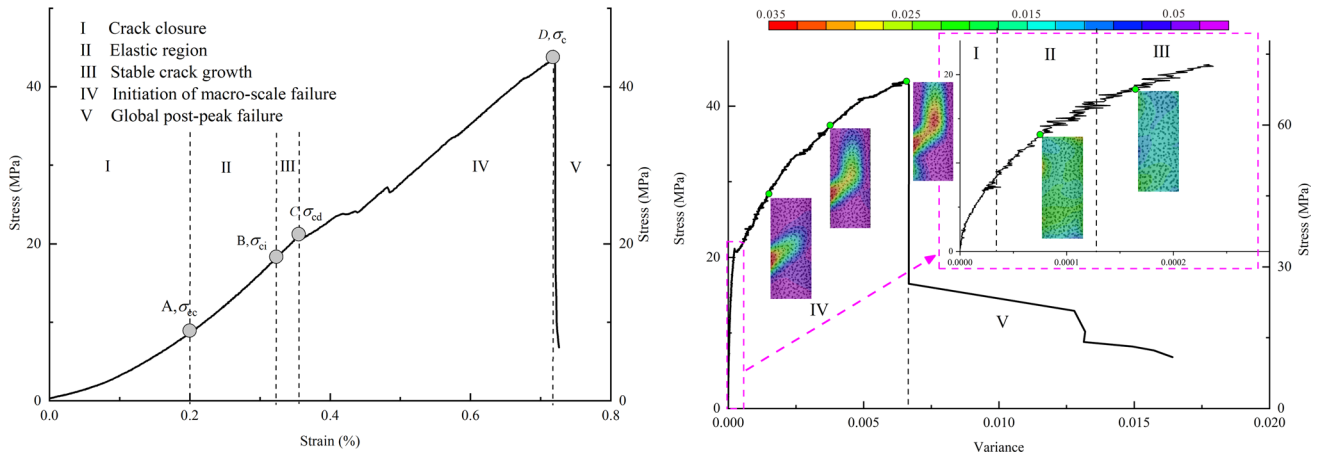 I Crack closure
II Elastic region
III Stable crack growth
IV Initiation of macro-scale failure
V Global post-peak failure
D, σc
C, σcd
B, σci
A, σcc
I
II
III
IV
V
Stress (MPa)
40
20
0
0.0
0.2
0.4
0.6
0.8
Strain (%)
40
20
0
Stress (MPa)
0.035
0.025
0.015
0.05
Stress (MPa)
40
20
0
0.000
0.005
0.010
0.015
0.020
Variance
60
30
0
Stress (MPa)
IV
V
I
II
III
20
10
0
0.0000
0.0001
0.0002